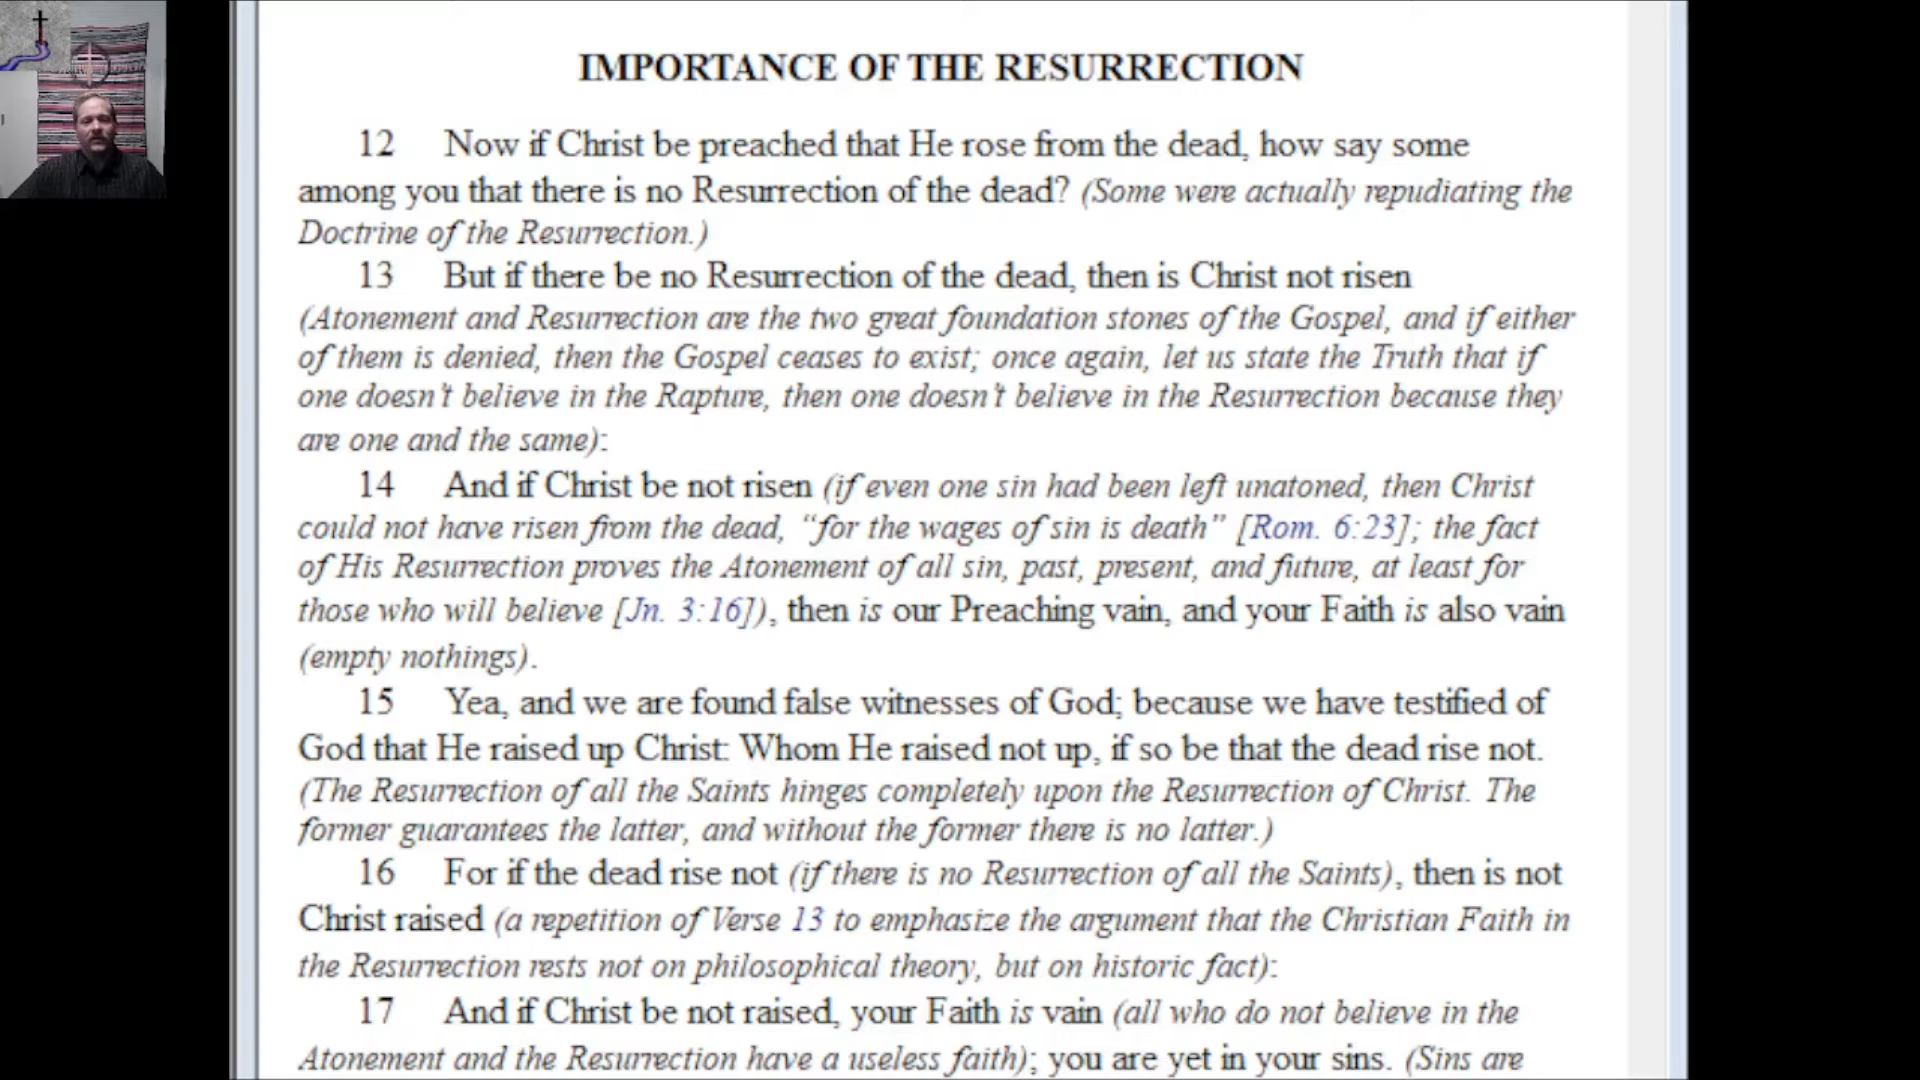 IMPORTANCE OF THE RESURRECTION
12 Now if Christ be preached that He rose from the dead, how say some
among you that there is no Resurrection of the dead? (Some were actually repudiating the
Doctrine of the Resurrection.)
13 But if there be no Resurrection of the dead, then is Christ not risen
(Atonement and Resurrection are the two great foundation stones of the Gospel, and if either
of them is denied, then the Gospel ceases to exist; once again, let us state the Truth that if
one doesn't believe in the Rapture, then one doesn't believe in the Resurrection because they
are one and the same):
14 And if Christ be not risen (if even one sin had been left unatoned, then Christ
could not have risen from the dead, “for the wages of sin is death” [Rom. 6:23]; the fact
of His Resurrection proves the Atonement of all sin, past, present, and future, at least for
those who will believe [Jn. 3:16]), then is our Preaching vain, and your Faith is also vain
(empty nothings).
15 Yea, and we are found false witnesses of God; because we have testified of
God that He raised up Christ: Whom He raised not up, if so be that the dead rise not.
(The Resurrection of all the Saints hinges completely upon the Resurrection of Christ. The
former guarantees the latter, and without the former there is no latter.)
16 For if the dead rise not (if there is no Resurrection of all the Saints), then is not
Christ raised (a repetition of Verse 13 to emphasize the argument that the Christian Faith in
the Resurrection rests not on philosophical theory, but on historic fact):
17 And if Christ be not raised, your Faith is vain (all who do not believe in the
Atonement and the Resurrection have a useless faith); you are yet in your sins. (Sins are